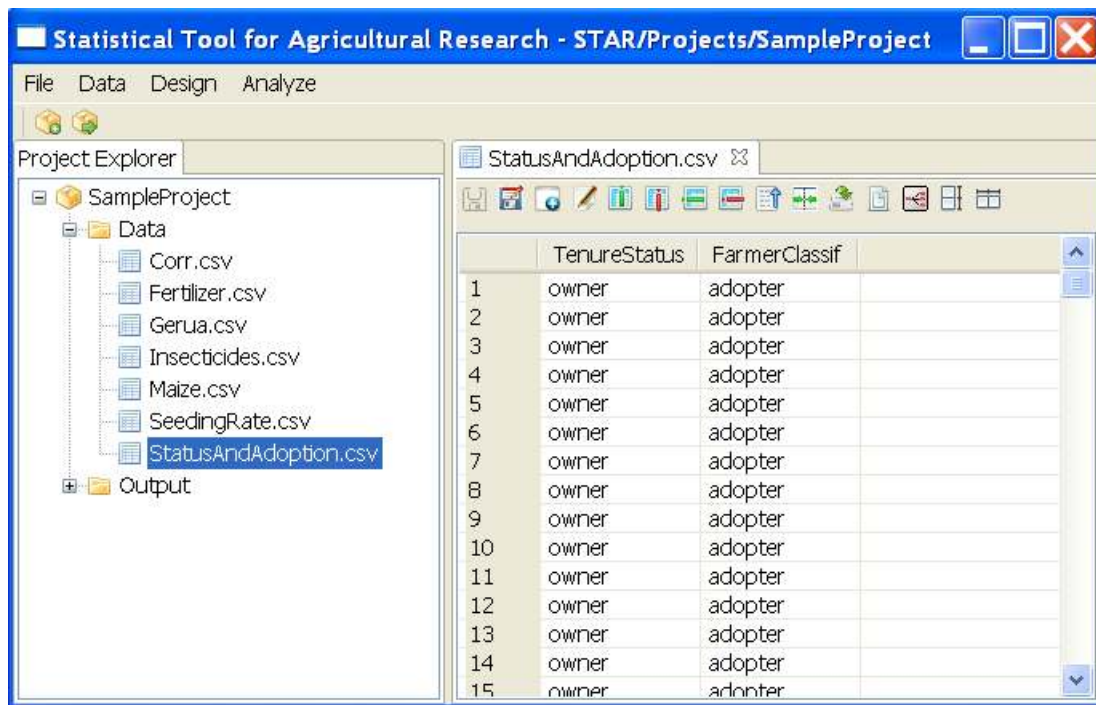 Statistical Tool for Agricultural Research - STAR/Projects/SampleProject
File Data Design Analyze
Project Explorer
SampleProject
Data
Corr.csv
Fertilizer.csv
Gerua.csv
Insecticides.csv
Maize.csv
SeedingRate.csv
StatusAndAdoption.csv
Output
StatusAndAdoption.csv
TenureStatus FarmerClassif
1 owner adopter
2 owner adopter
3 owner adopter
4 owner adopter
5 owner adopter
6 owner adopter
7 owner adopter
8 owner adopter
9 owner adopter
10 owner adopter
11 owner adopter
12 owner adopter
13 owner adopter
14 owner adopter
15 owner adopter